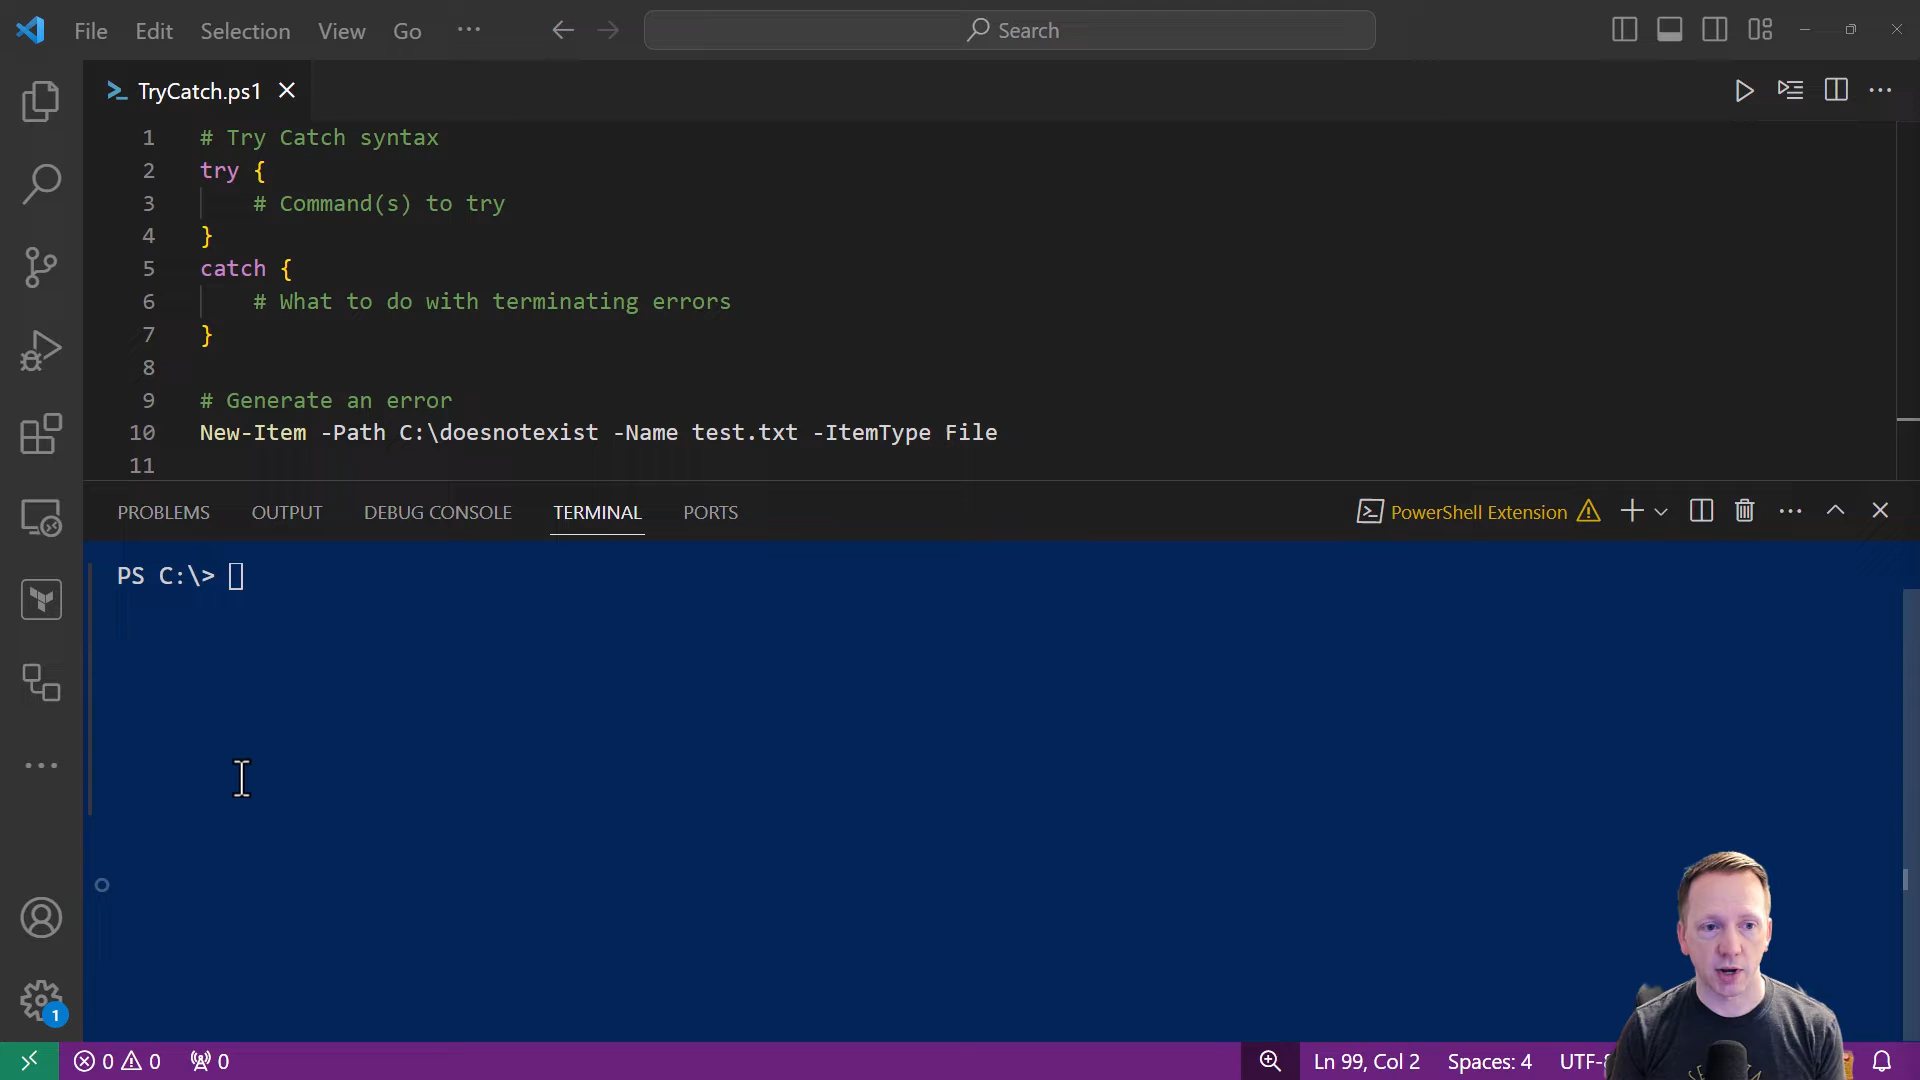 File Edit Selection View Go ··· Search
TryCatch.ps1
1 # Try Catch syntax
2 try {
3 # Command(s) to try
4 }
5 catch {
6 # What to do with terminating errors
7 }
8
9 # Generate an error
10 New-Item -Path C:\doesnotexist -Name test.txt -ItemType File
11
PROBLEMS OUTPUT DEBUG CONSOLE TERMINAL PORTS PowerShell Extension
PS C:\>
1
0 0 0 Ln 99, Col 2 Spaces: 4